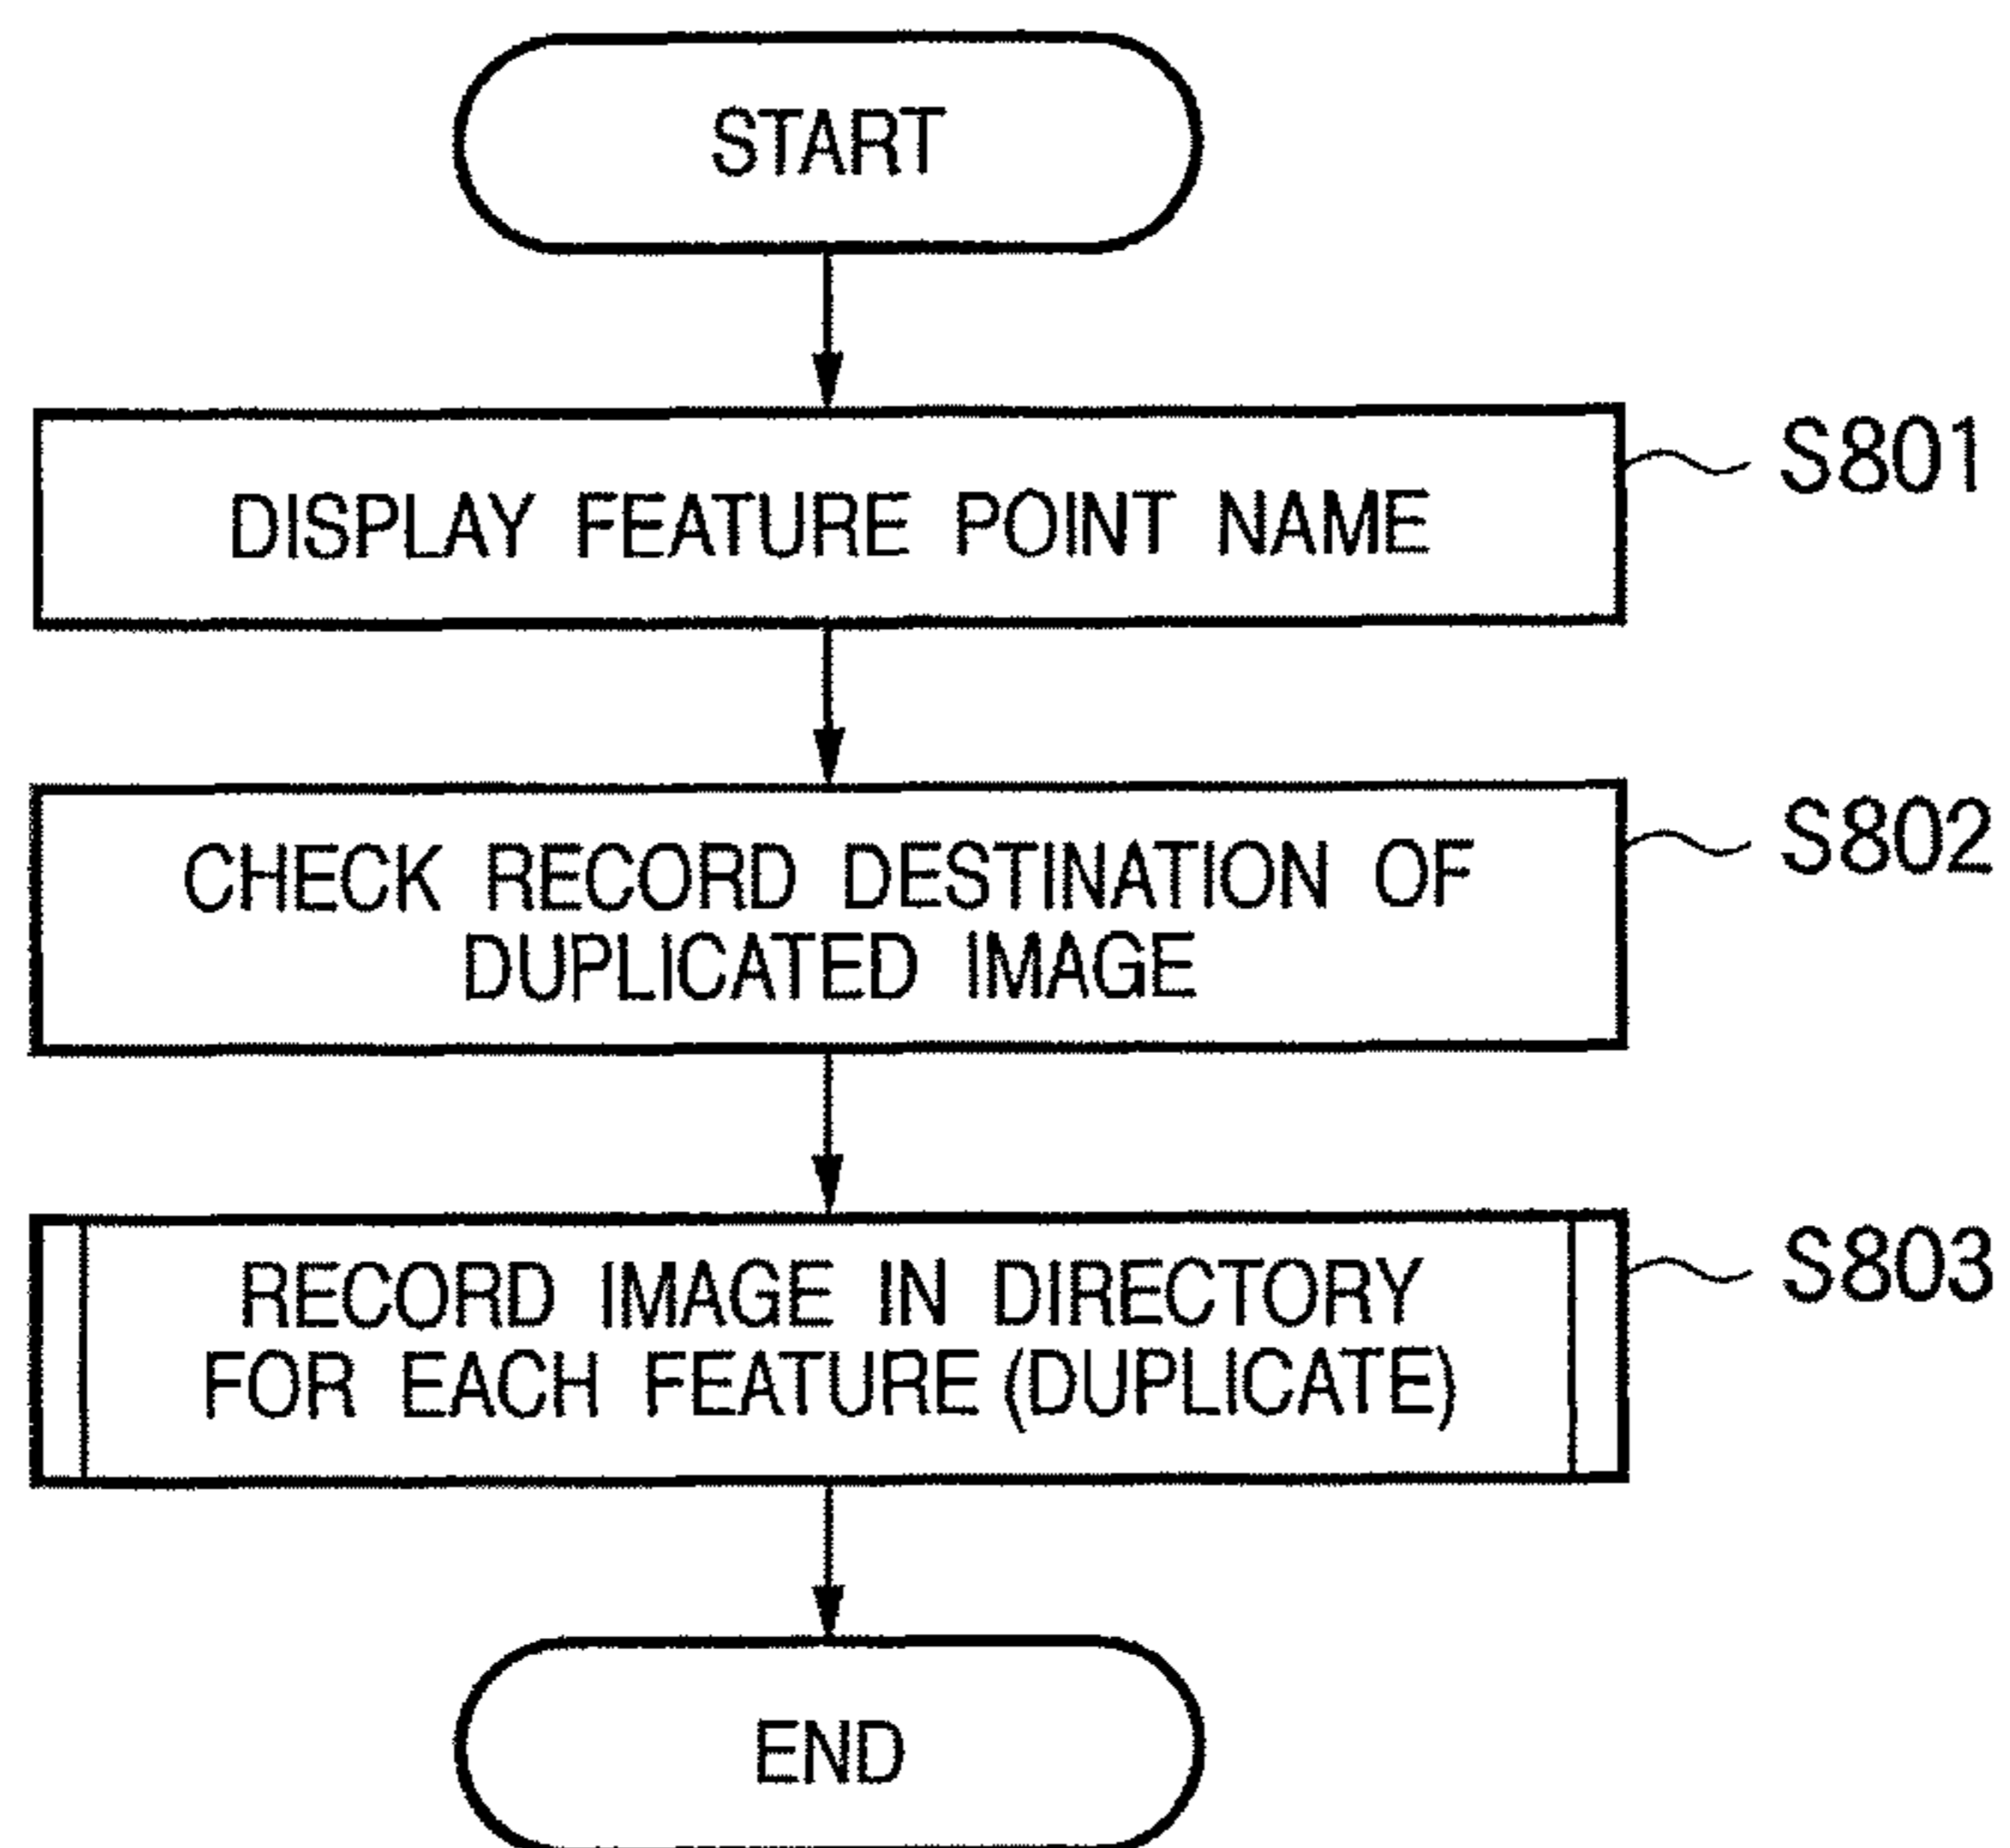 START
DISPLAY FEATURE POINT NAME
S801
CHECK RECORD DESTINATION OF
DUPLICATED IMAGE
S802
RECORD IMAGE IN DIRECTORY
FOR EACH FEATURE (DUPLICATE)
S803
END